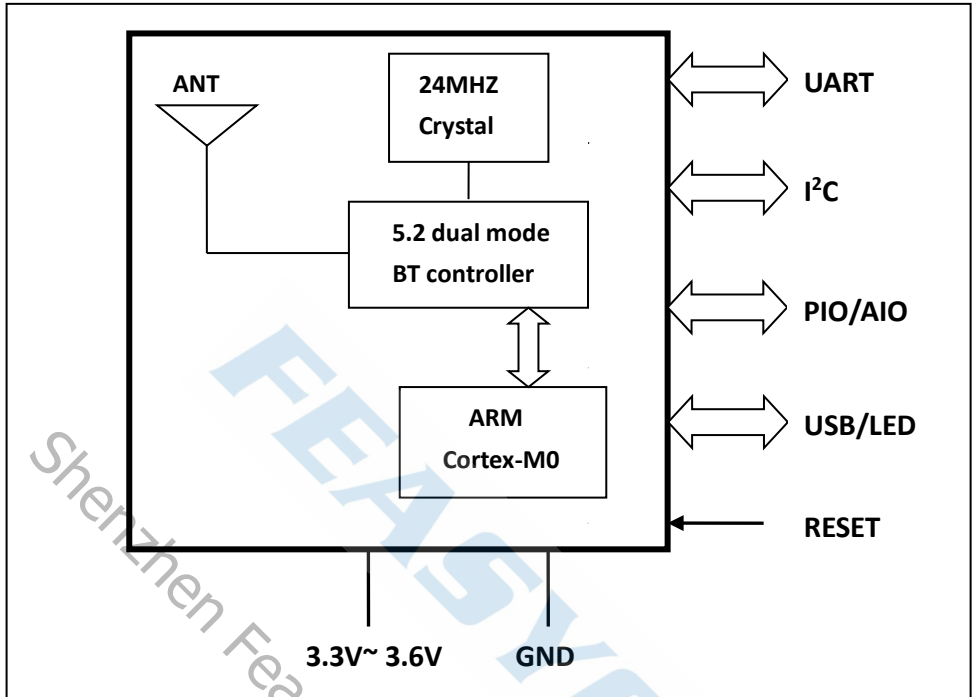 ANT
24MHZ
Crystal
5.2 dual mode
BT controller
ARM
Cortex-M0
UART
I²C
PIO/AIO
USB/LED
RESET
3.3V~ 3.6V
GND
Shenzhen Fea
FEASY